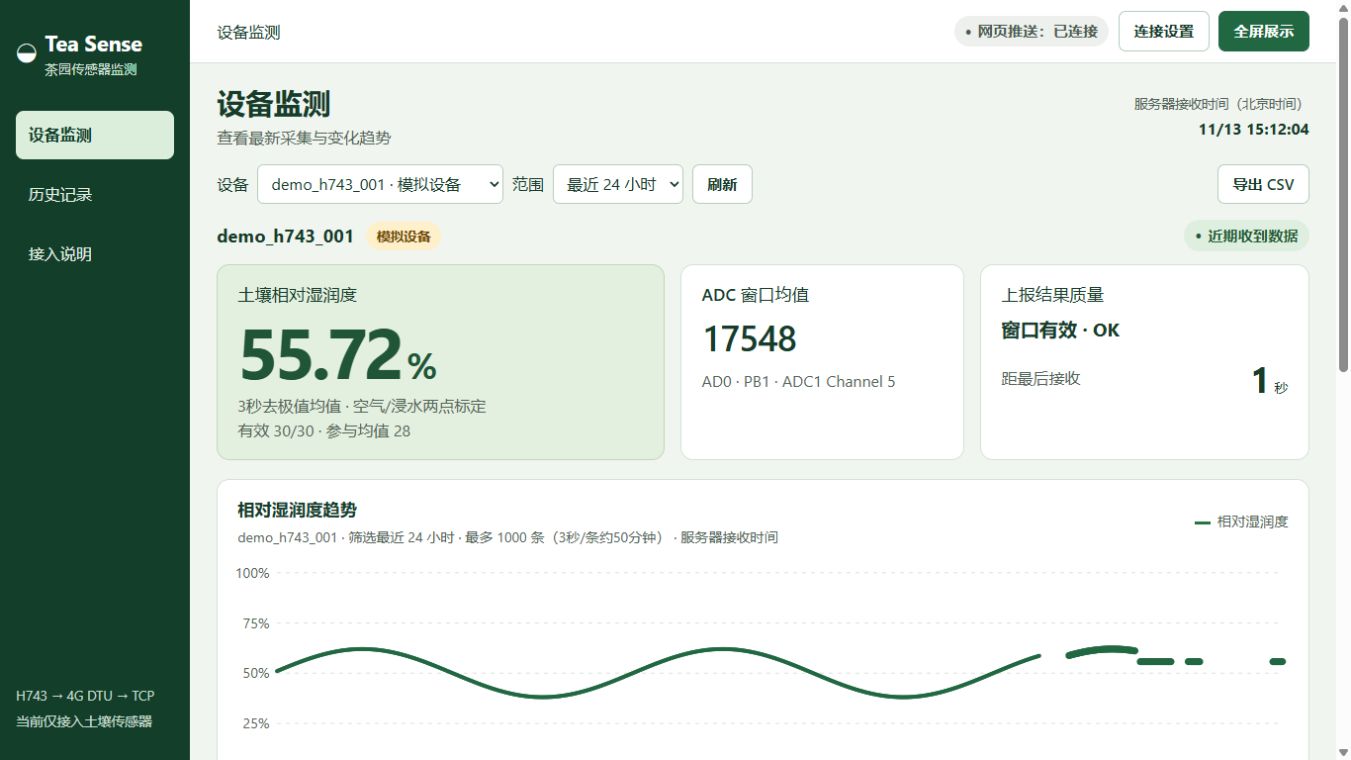 Tea Sense
茶园传感器监测
设备监测
历史记录
接入说明
H743 → 4G DTU → TCP
当前仅接入土壤传感器
设备监测
• 网页推送：已连接
连接设置
全屏展示
设备监测
查看最新采集与变化趋势
服务器接收时间（北京时间）
11/13 15:12:04
设备 demo_h743_001 · 模拟设备 范围 最近 24 小时 刷新 导出 CSV
demo_h743_001 模拟设备
• 近期收到数据
土壤相对湿润度
55.72%
3秒去极值均值 · 空气/浸水两点标定
有效 30/30 · 参与均值 28
ADC 窗口均值
17548
AD0 · PB1 · ADC1 Channel 5
上报结果质量
窗口有效 · OK
距最后接收 1 秒
相对湿润度趋势
demo_h743_001 · 筛选最近 24 小时 · 最多 1000 条（3秒/条约50分钟） · 服务器接收时间
相对湿润度
100%
75%
50%
25%